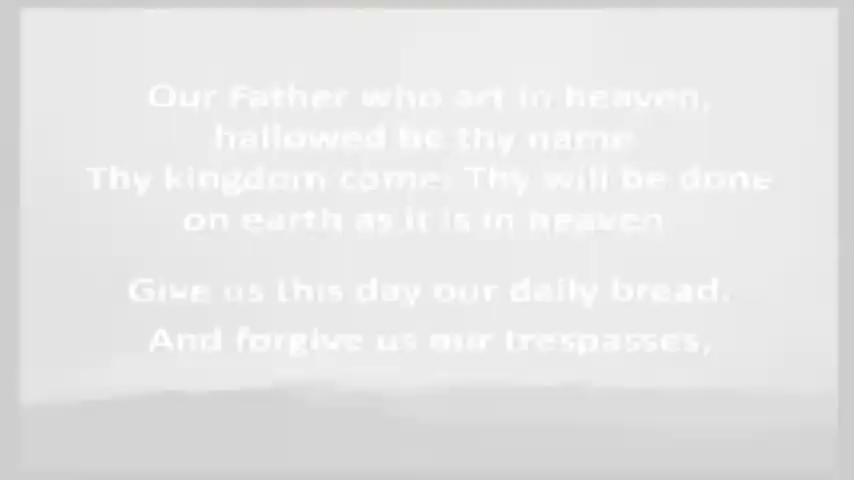 Our Father who art in heaven,
hallowed be thy name
Thy kingdom come. Thy will be done
on earth as it is in heaven
Give us this day our daily bread.
And forgive us our trespasses,